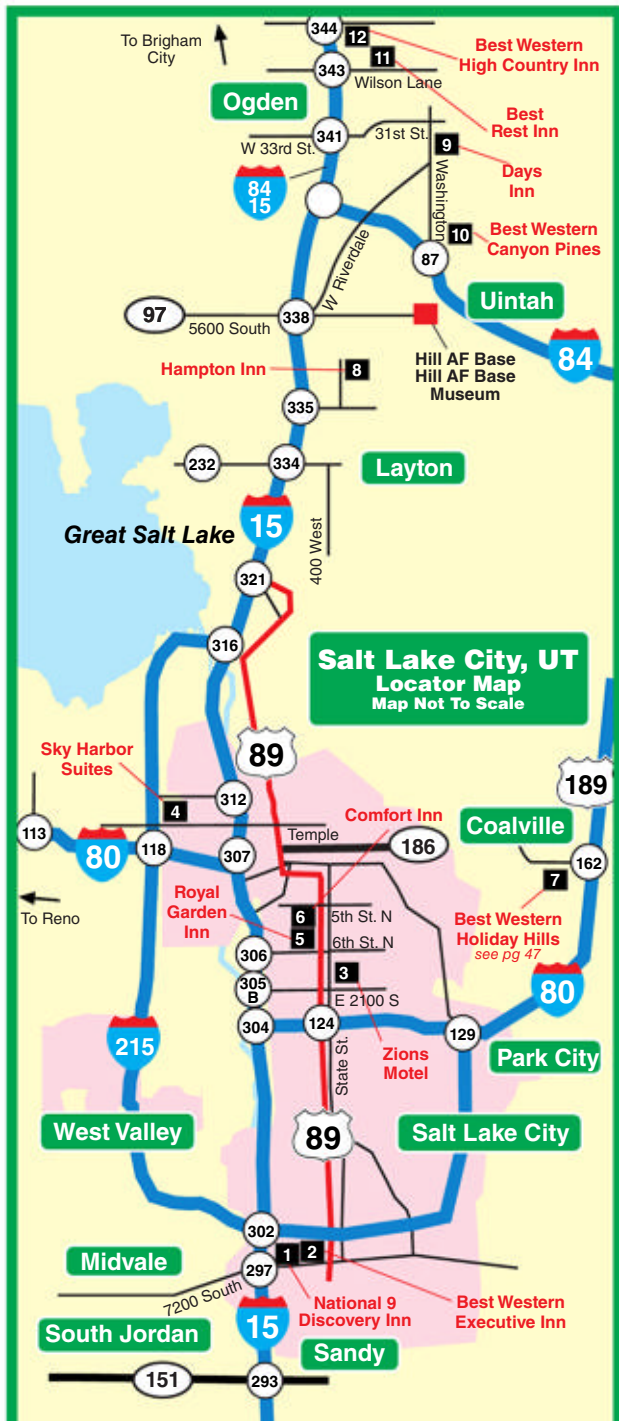 344
12
11
To Brigham
City
Best Western
High Country Inn
343
Wilson Lane
Best
Rest Inn
Ogden
341
31st St.
W 33rd St.
9
Days
Inn
84
15
Washington
10
Best Western
Canyon Pines
87
W Riverdale
Uintah
97
5600 South
338
84
Hill AF Base
Hill AF Base
Museum
Hampton Inn
8
335
232
334
Layton
15
400 West
Great Salt Lake
321
316
Salt Lake City, UT
Locator Map
Map Not To Scale
89
189
Sky Harbor
Suites
4
312
Comfort Inn
Coalville
113
80
118
307
Temple
186
162
7
To Reno
Royal
Garden
Inn
6
5th St. N
5
6th St. N
Best Western
Holiday Hills
see pg 47
306
3
305
B
E 2100 S
80
304
124
129
215
State St.
Zions
Motel
Park City
West Valley
89
Salt Lake City
302
Midvale
1
2
297
7200 South
National 9
Discovery Inn
Best Western
Executive Inn
15
South Jordan
Sandy
151
293